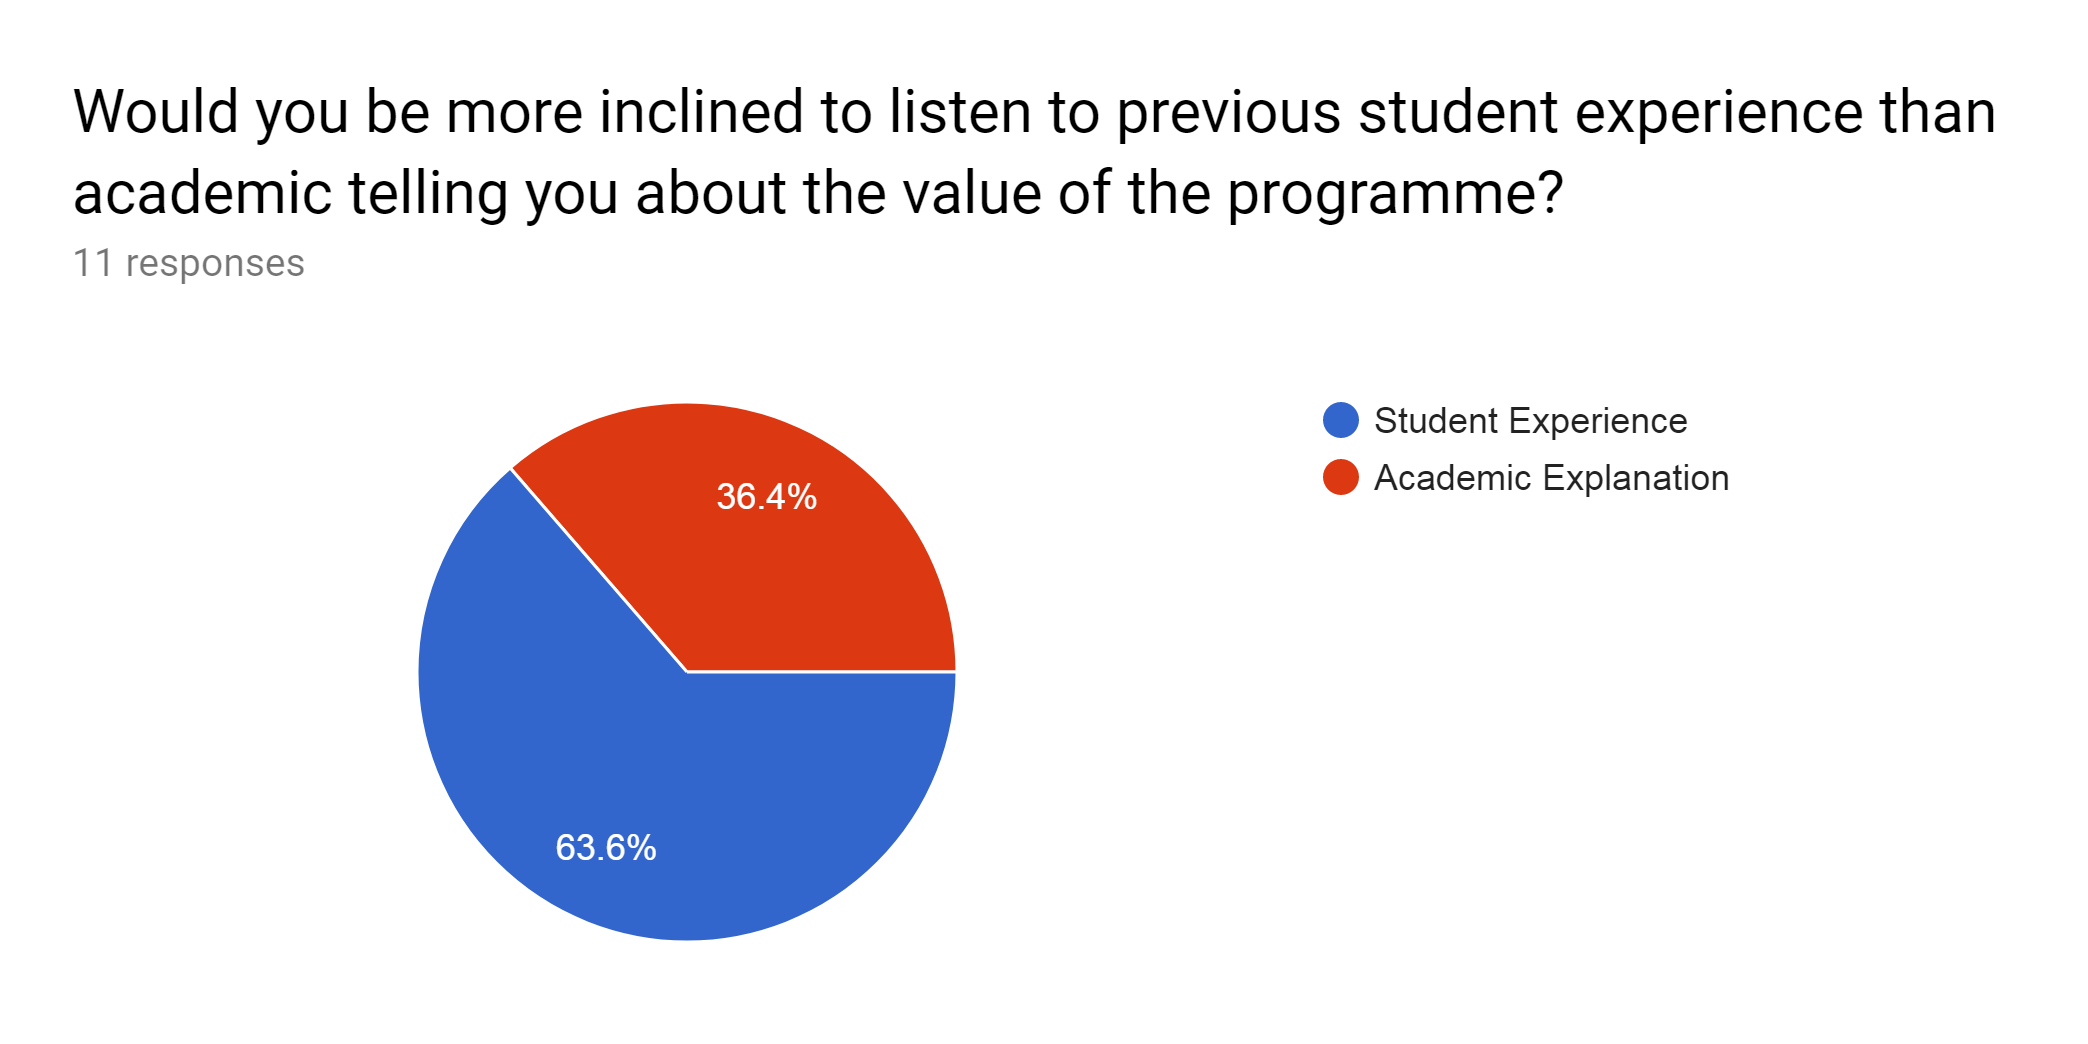 Would you be more inclined to listen to previous student experience than
academic telling you about the value of the programme?
11 responses
Student Experience
Academic Explanation
36.4%
63.6%